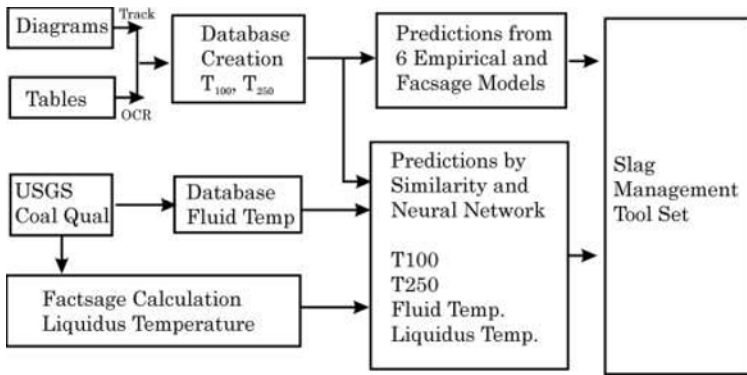 Diagrams
Track
Tables
OCR
Database
Creation
T₁₀₀, T₂₅₀
Predictions from
6 Empirical and
Facsage Models
USGS
Coal Qual
Database
Fluid Temp
Factsage Calculation
Liquidus Temperature
Predictions by
Similarity and
Neural Network
T100
T250
Fluid Temp.
Liquidus Temp.
Slag
Management
Tool Set